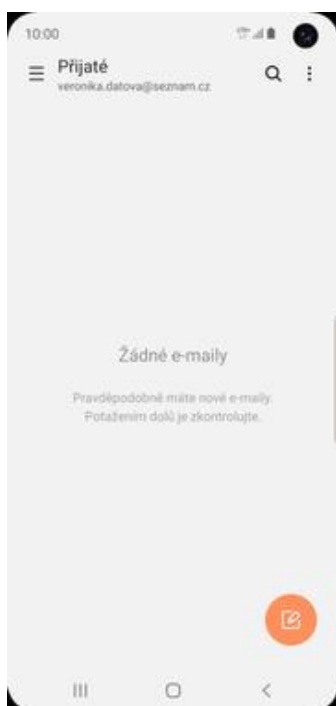 10:00
Přijaté
veronika.datova@seznam.cz
Žádné e-maily
Pravděpodobně máte nové e-maily.
Potažením dolů je zkontrolujte.